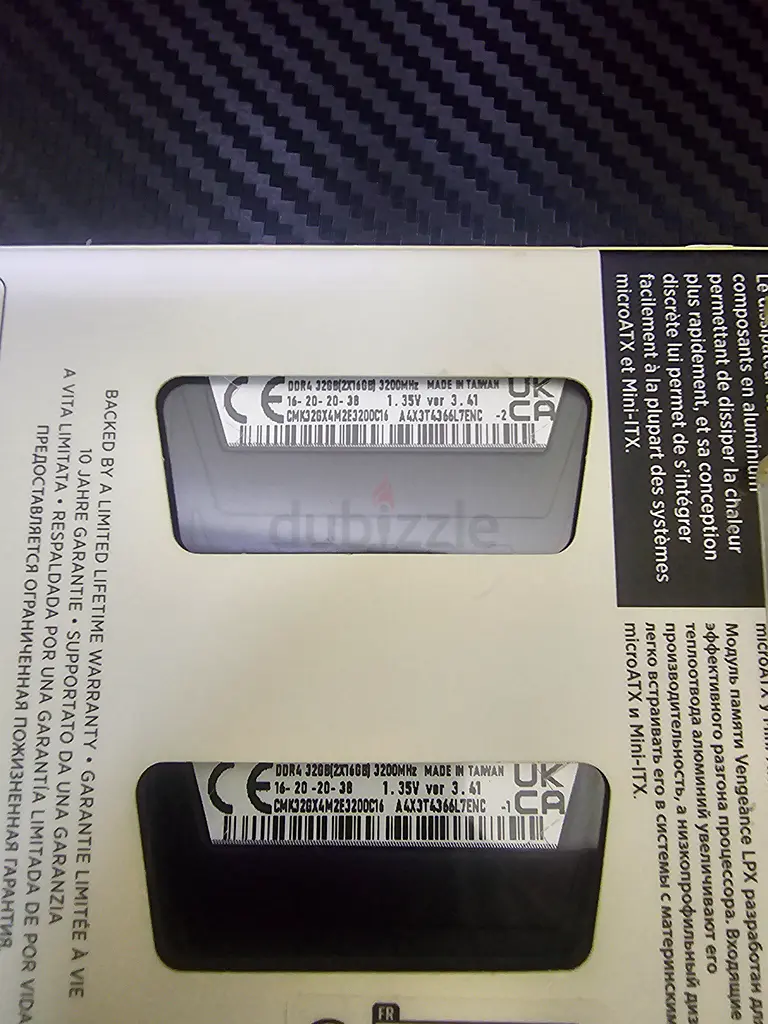 composants en aluminium
permettant de dissiper la chaleur
plus rapidement, et sa conception
discrète lui permet de s'intégrer
facilement à la plupart des systèmes
microATX et Mini-ITX.
Модуль памяти Vengeance LPX разработан для
эффективного разгона процессора. Входящие
теплоотвода алюминий увеличивают его
производительность, а низкопрофильный диз
легко встраивать его в системы с материнским
microATX и Mini-ITX.
DDR4 32GB(2X16GB) 3200MHz MADE IN TAIWAN
16-20-20-38 1.35V ver 3.41
CMK32GX4M2E3200C16 A4X3T4366L7ENC -2
CE
UK
CA
dubizzle
DDR4 32GB(2X16GB) 3200MHz MADE IN TAIWAN
16-20-20-38 1.35V ver 3.41
CMK32GX4M2E3200C16 A4X3T4366L7ENC -1
CE
UK
CA
BACKED BY A LIMITED LIFETIME WARRANTY • GARANTIE LIMITÉE À VIE
10 JAHRE GARANTIE • SUPPORTATO DA UNA GARANZIA
A VITA LIMITATA • RESPALDADA POR UNA GARANTÍA LIMITADA DE POR VIDA
ПРЕДОСТАВЛЯЕТСЯ ОГРАНИЧЕННАЯ ПОЖИЗНЕННАЯ ГАРАНТИЯ.
FR